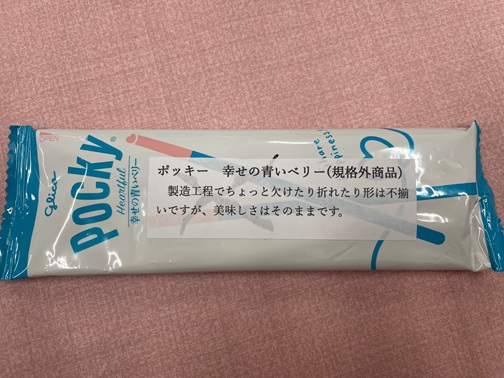 OPEN
glico
Pocky
Heartful
幸せの青いベリー
ポッキー　幸せの青いベリー(規格外商品)
製造工程でちょっと欠けたり折れたり形は不揃
いですが、美味しさはそのままです。